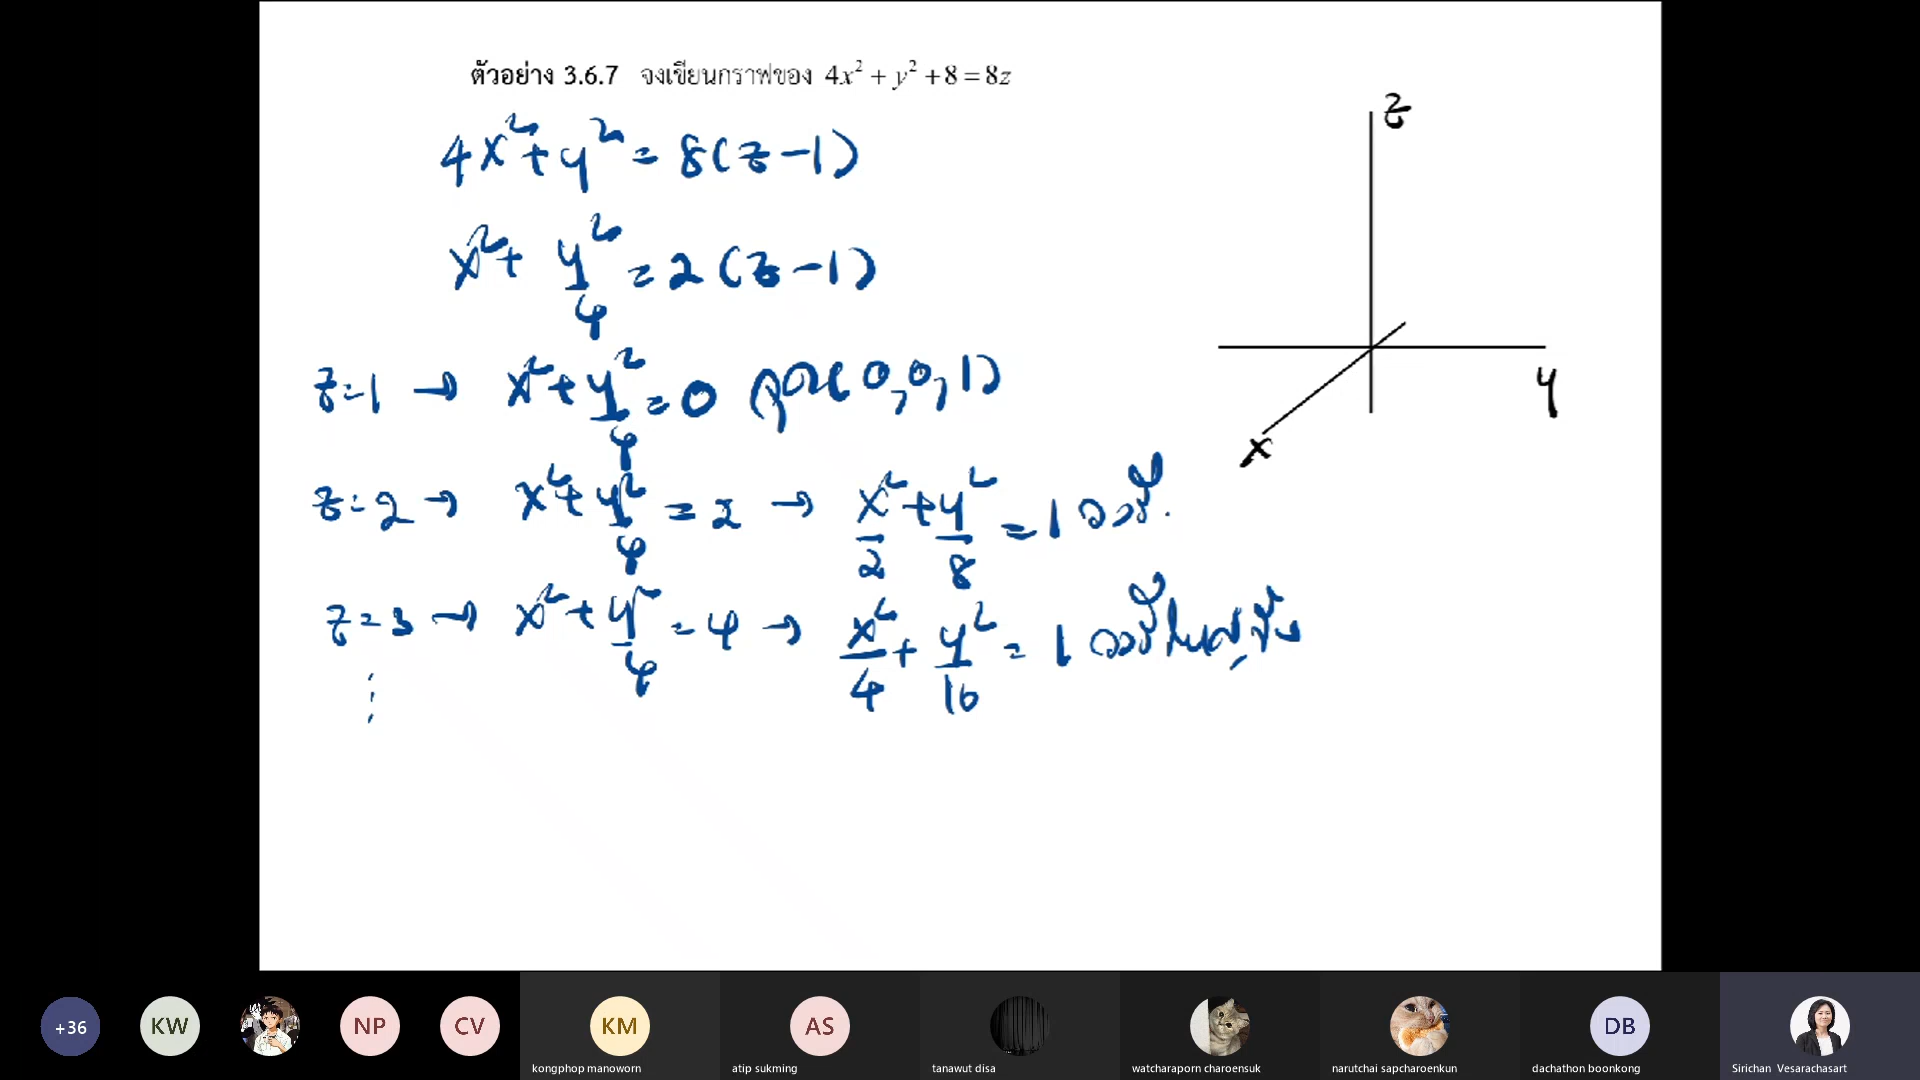 ตัวอย่าง 3.6.7 จงเขียนกราฟของ 4x² + y² + 8 = 8z
4x² + y² = 8(z-1)
x² + y²/4 = 2(z-1)
z=1 → x² + y²/4 = 0 จุด (0,0,1)
z=2 → x² + y²/4 = 2 → x²/2 + y²/8 = 1 วงรี
z=3 → x² + y²/4 = 4 → x²/4 + y²/16 = 1 วงรีใหญ่ขึ้น
⋮
z
y
x
+36
KW
NP
CV
KM
kongphop manoworn
AS
atip sukming
tanawut disa
watcharaporn charoensuk
narutchai sapcharoenkun
DB
dachathon boonkong
Sirichan Vesarachasart